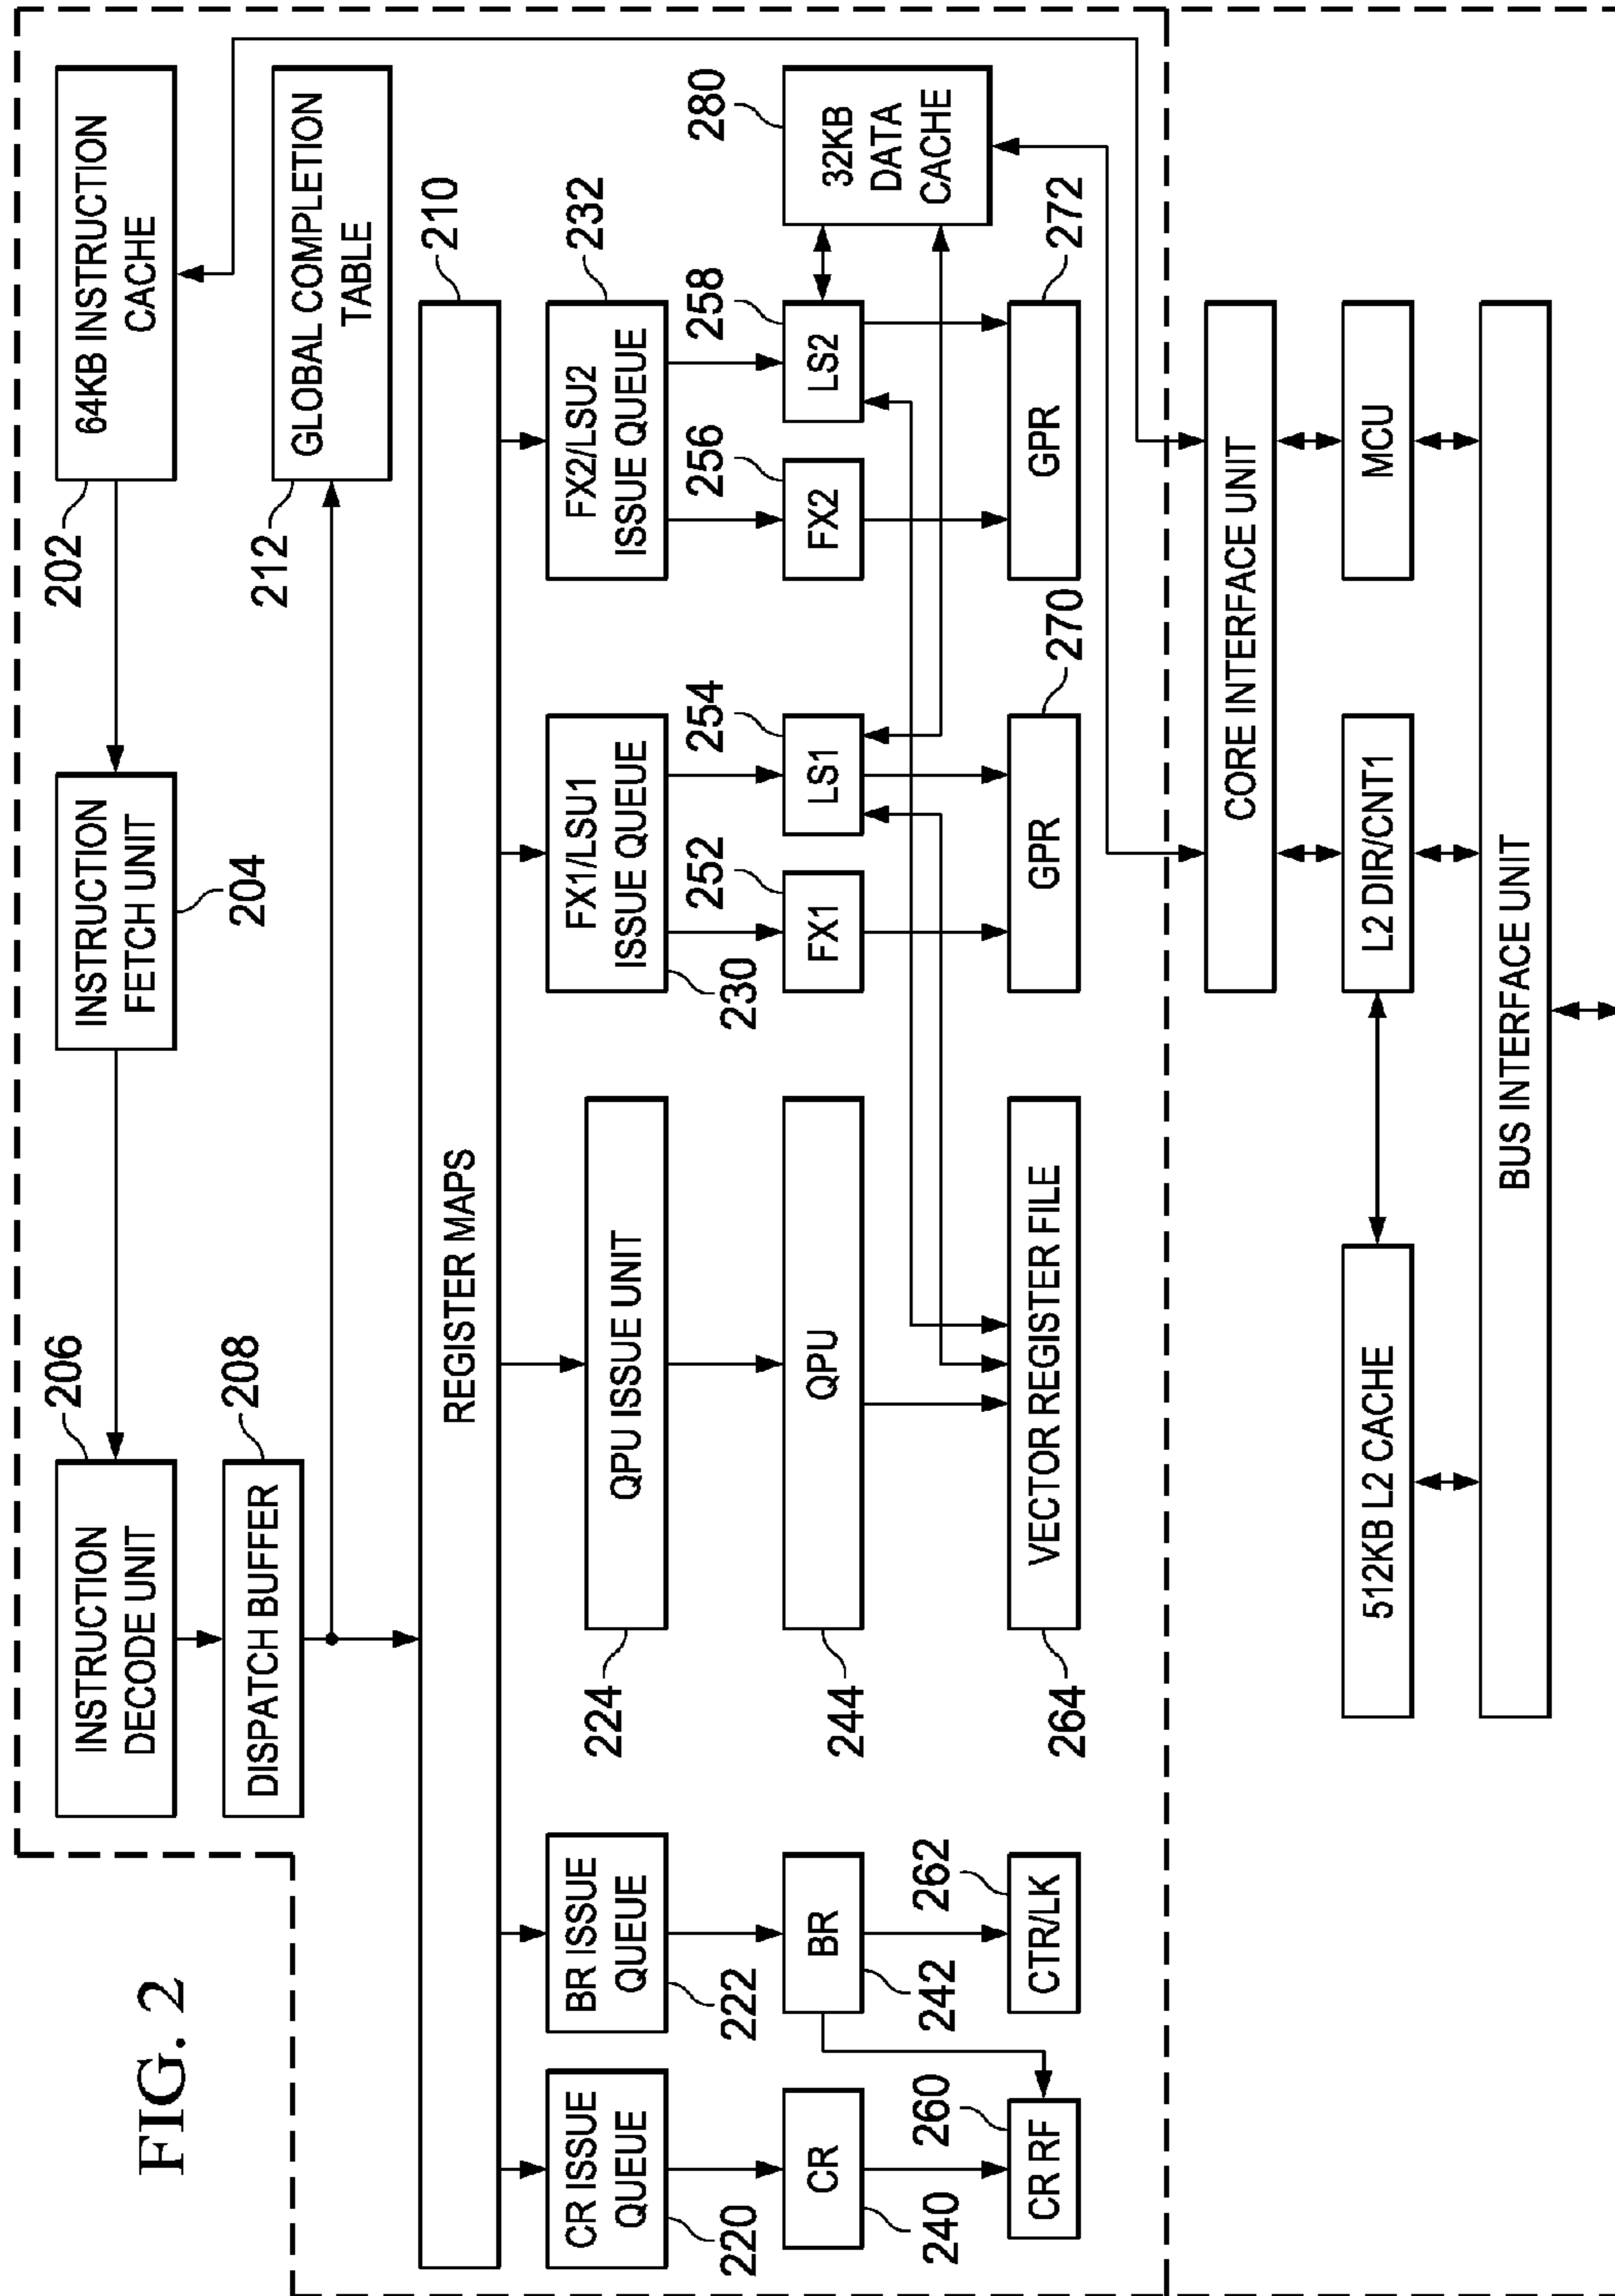 FIG. 2
206
INSTRUCTION
DECODE UNIT
INSTRUCTION
FETCH UNIT
204
202
64KB INSTRUCTION
CACHE
208
DISPATCH BUFFER
212
GLOBAL COMPLETION
TABLE
210
REGISTER MAPS
CR ISSUE
QUEUE
220
BR ISSUE
QUEUE
222
QPU ISSUE UNIT
224
FX1/LSU1
ISSUE QUEUE
230
FX2/LSU2
ISSUE QUEUE
232
CR
240
BR
242
QPU
244
FX1
252
LS1
254
FX2
256
LS2
258
32KB
DATA
CACHE
280
CR RF
260
CTR/LK
262
VECTOR REGISTER FILE
264
GPR
270
GPR
272
CORE INTERFACE UNIT
512KB L2 CACHE
L2 DIR/CNT1
MCU
BUS INTERFACE UNIT